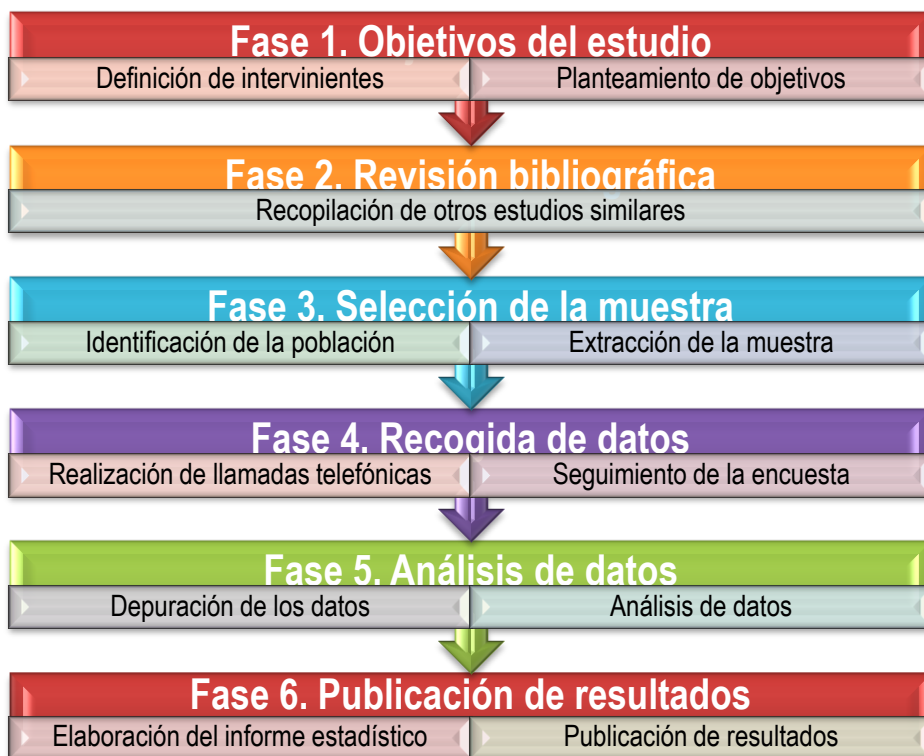 Fase 1. Objetivos del estudio
Definición de intervinientes
Planteamiento de objetivos
Fase 2. Revisión bibliográfica
Recopilación de otros estudios similares
Fase 3. Selección de la muestra
Identificación de la población
Extracción de la muestra
Fase 4. Recogida de datos
Realización de llamadas telefónicas
Seguimiento de la encuesta
Fase 5. Análisis de datos
Depuración de los datos
Análisis de datos
Fase 6. Publicación de resultados
Elaboración del informe estadístico
Publicación de resultados